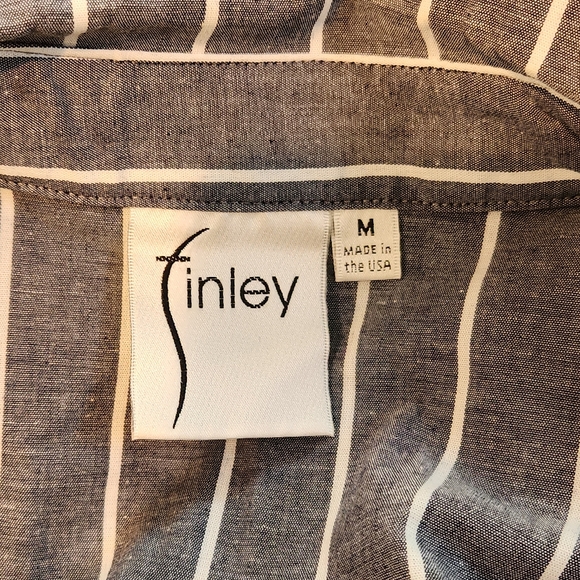 finley
M
MADE in
the USA